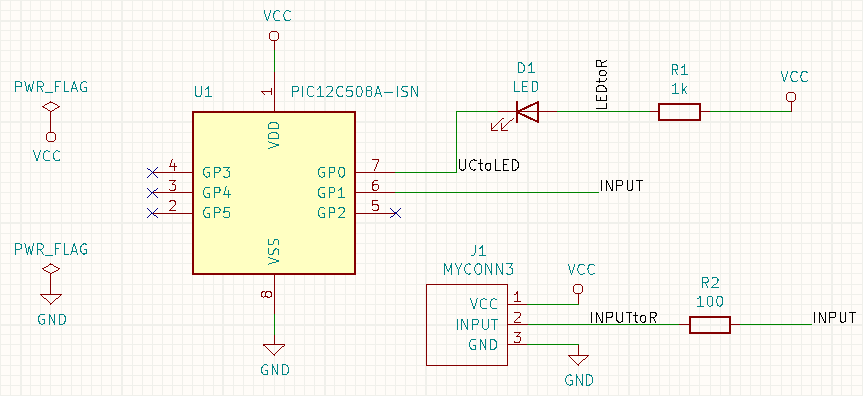 VCC
PWR_FLAG
VCC
U1
PIC12C508A-ISN
1
VDD
4 GP3
3 GP4
2 GP5
GP0 7
GP1 6
GP2 5
VSS
8
GND
UCtoLED
INPUT
D1
LED
LEDtoR
R1
1k
VCC
PWR_FLAG
GND
J1
MYCONN3
VCC 1
INPUT 2
GND 3
VCC
INPUTtoR
GND
R2
100
INPUT